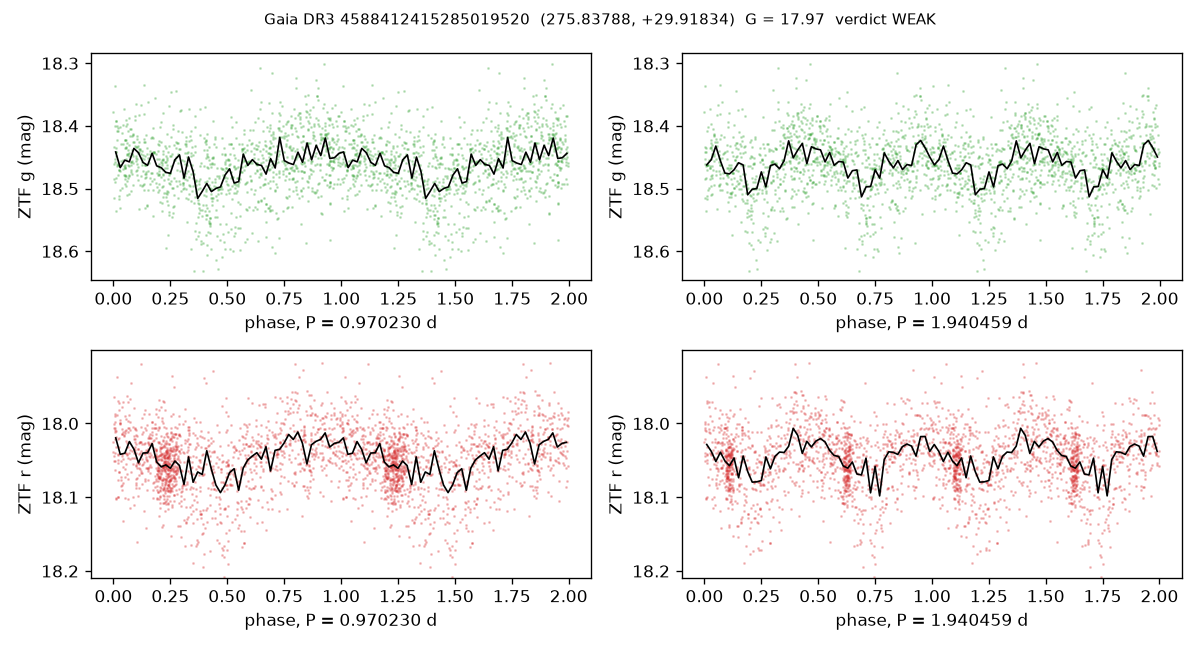 Gaia DR3 4588412415285019520 (275.83788, +29.91834) G = 17.97 verdict WEAK
ZTF g (mag)
18.3
18.4
18.5
18.6
0.00 0.25 0.50 0.75 1.00 1.25 1.50 1.75 2.00
phase, P = 0.970230 d
ZTF g (mag)
18.3
18.4
18.5
18.6
0.00 0.25 0.50 0.75 1.00 1.25 1.50 1.75 2.00
phase, P = 1.940459 d
ZTF r (mag)
18.0
18.1
18.2
0.00 0.25 0.50 0.75 1.00 1.25 1.50 1.75 2.00
phase, P = 0.970230 d
ZTF r (mag)
18.0
18.1
18.2
0.00 0.25 0.50 0.75 1.00 1.25 1.50 1.75 2.00
phase, P = 1.940459 d